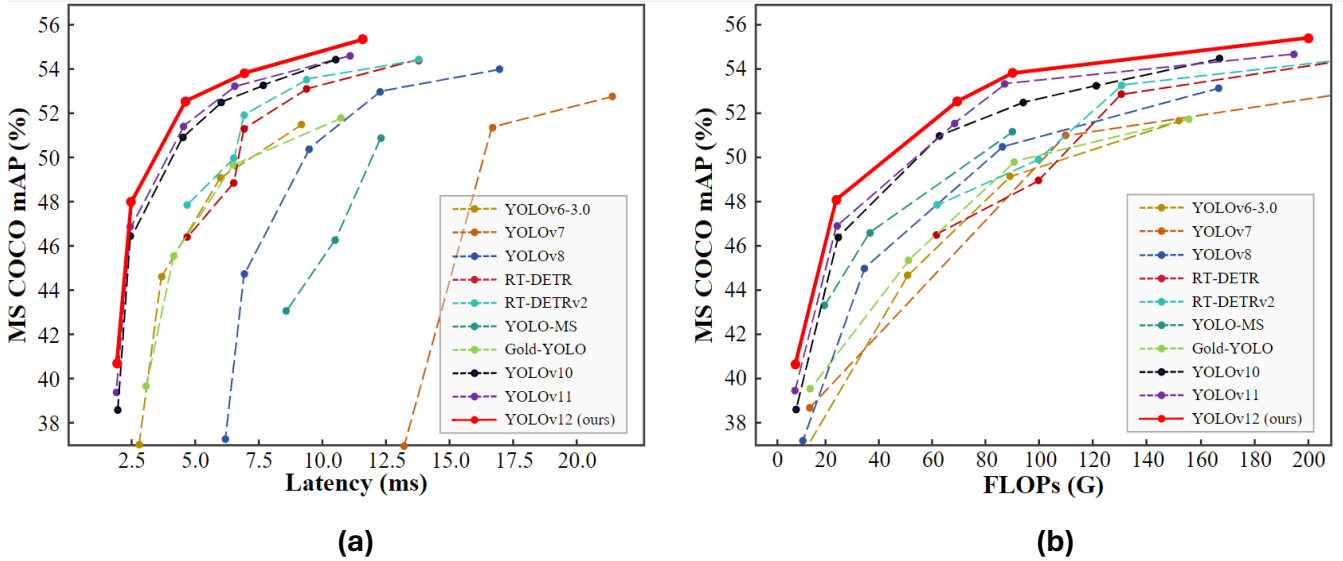 MS COCO mAP (%)
56
54
52
50
48
46
44
42
40
38
2.5 5.0 7.5 10.0 12.5 15.0 17.5 20.0
Latency (ms)
YOLOv6-3.0
YOLOv7
YOLOv8
RT-DETR
RT-DETRv2
YOLO-MS
Gold-YOLO
YOLOv10
YOLOv11
YOLOv12 (ours)
(a)
MS COCO mAP (%)
56
54
52
50
48
46
44
42
40
38
0 20 40 60 80 100 120 140 160 180 200
FLOPs (G)
YOLOv6-3.0
YOLOv7
YOLOv8
RT-DETR
RT-DETRv2
YOLO-MS
Gold-YOLO
YOLOv10
YOLOv11
YOLOv12 (ours)
(b)